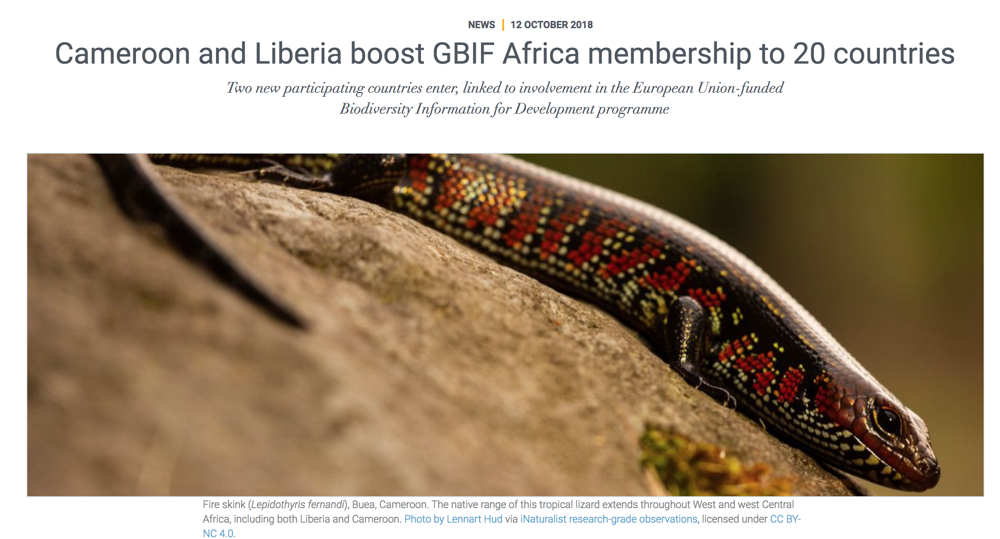 NEWS | 12 OCTOBER 2018
Cameroon and Liberia boost GBIF Africa membership to 20 countries
Two new participating countries enter, linked to involvement in the European Union-funded
Biodiversity Information for Development programme
Fire skink (Lepidothyris fernandi), Buea, Cameroon. The native range of this tropical lizard extends throughout West and west Central
Africa, including both Liberia and Cameroon. Photo by Lennart Hud via iNaturalist research-grade observations, licensed under CC BY-
NC 4.0.